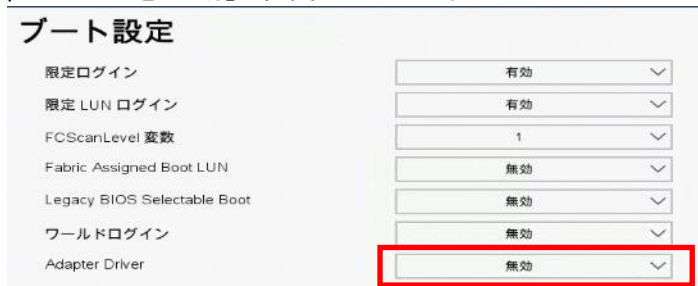 ブート設定
限定ログイン 有効
限定 LUN ログイン 有効
FCScanLevel 変数 1
Fabric Assigned Boot LUN 無効
Legacy BIOS Selectable Boot 無効
ワールドログイン 無効
Adapter Driver 無効